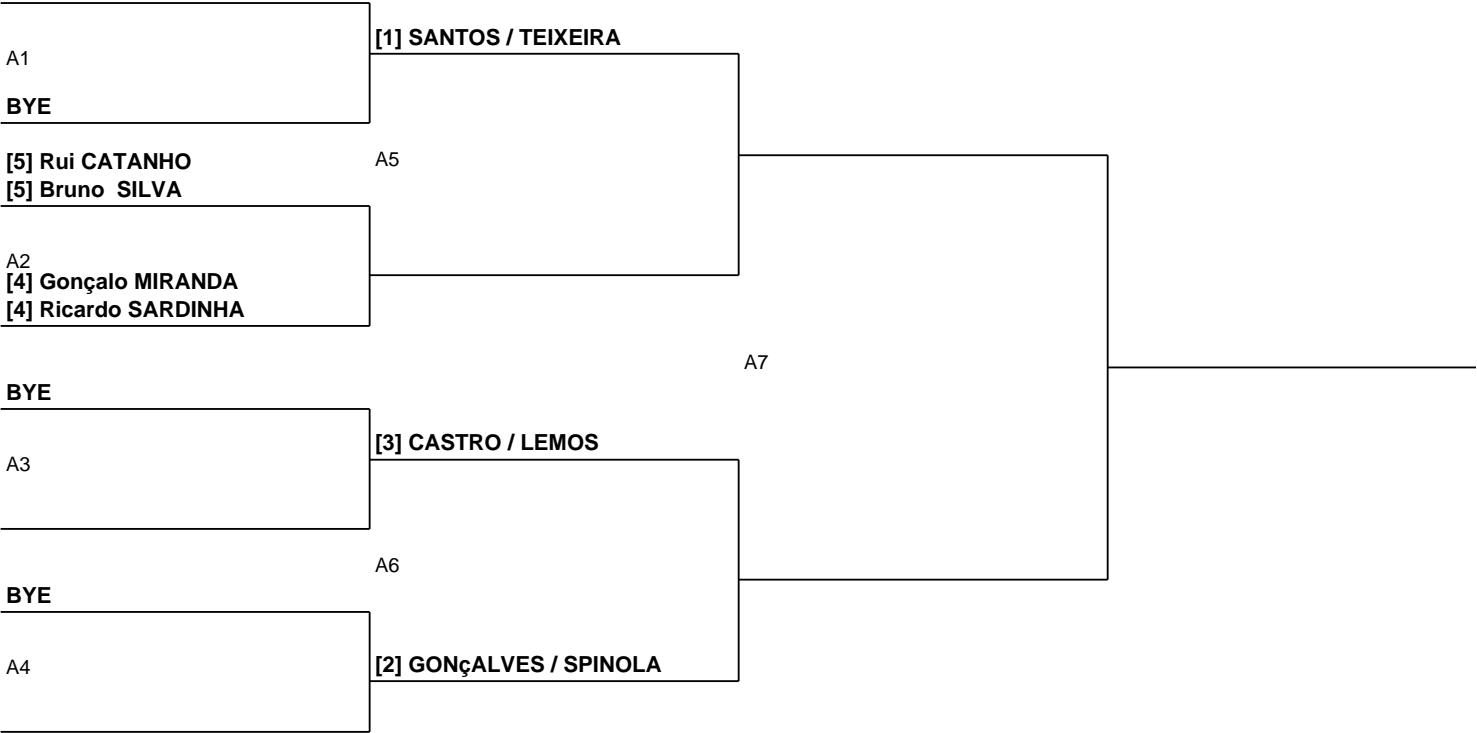 [1] SANTOS / TEIXEIRA
A1
BYE
[5] Rui CATANHO
A5
[5] Bruno  SILVA
A2
[4] Gonçalo MIRANDA
[4] Ricardo SARDINHA
A7
BYE
[3] CASTRO / LEMOS
A3
A6
BYE
A4
[2] GONçALVES / SPINOLA